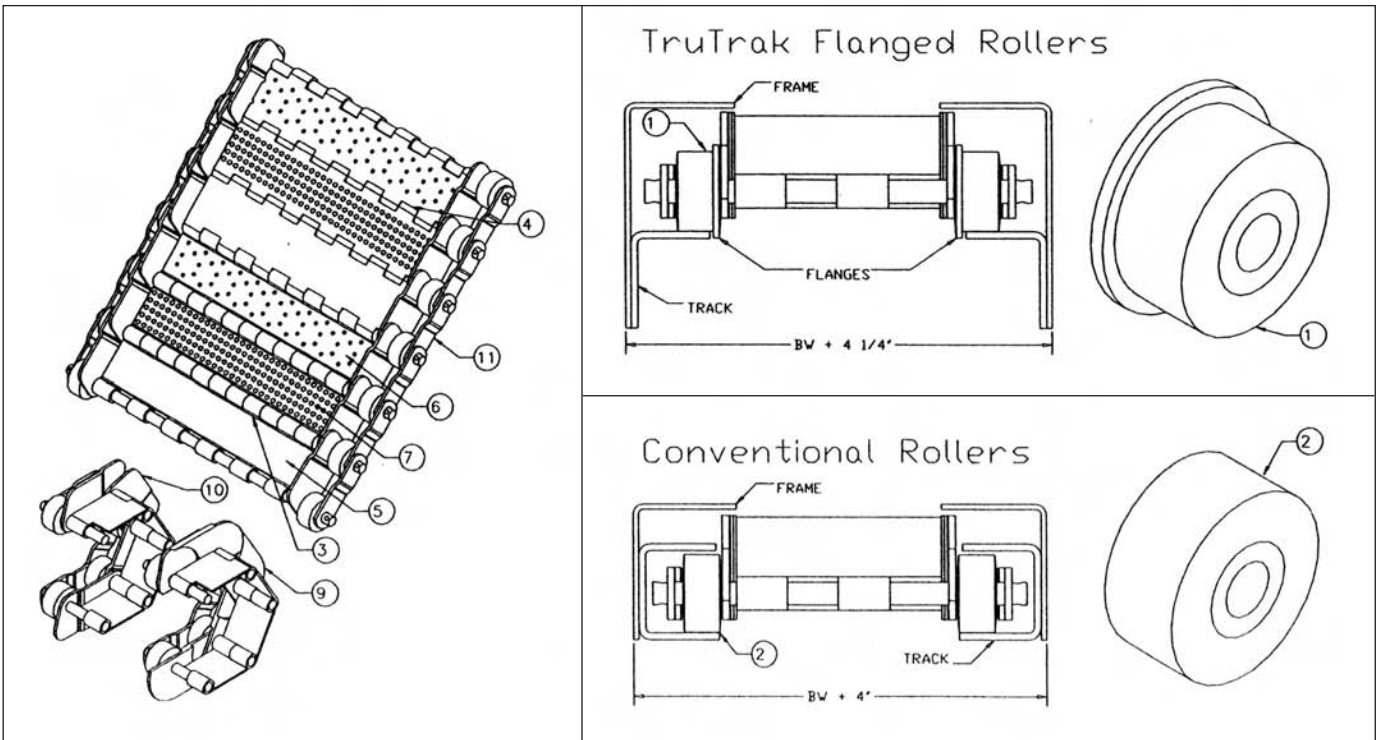 4
11
6
7
10
5
3
9
TruTrak Flanged Rollers
FRAME
1
FLANGES
TRACK
BW + 4 1/4"
1
Conventional Rollers
2
FRAME
2
TRACK
BW + 4"